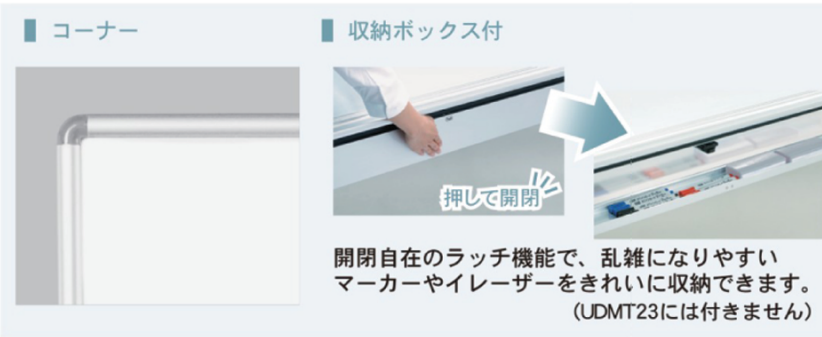 コーナー
収納ボックス付
押して開閉
開閉自在のラッチ機能で、乱雑になりやすい
マーカーやイレーザーをきれいに収納できます。
（UDMT23には付きません）